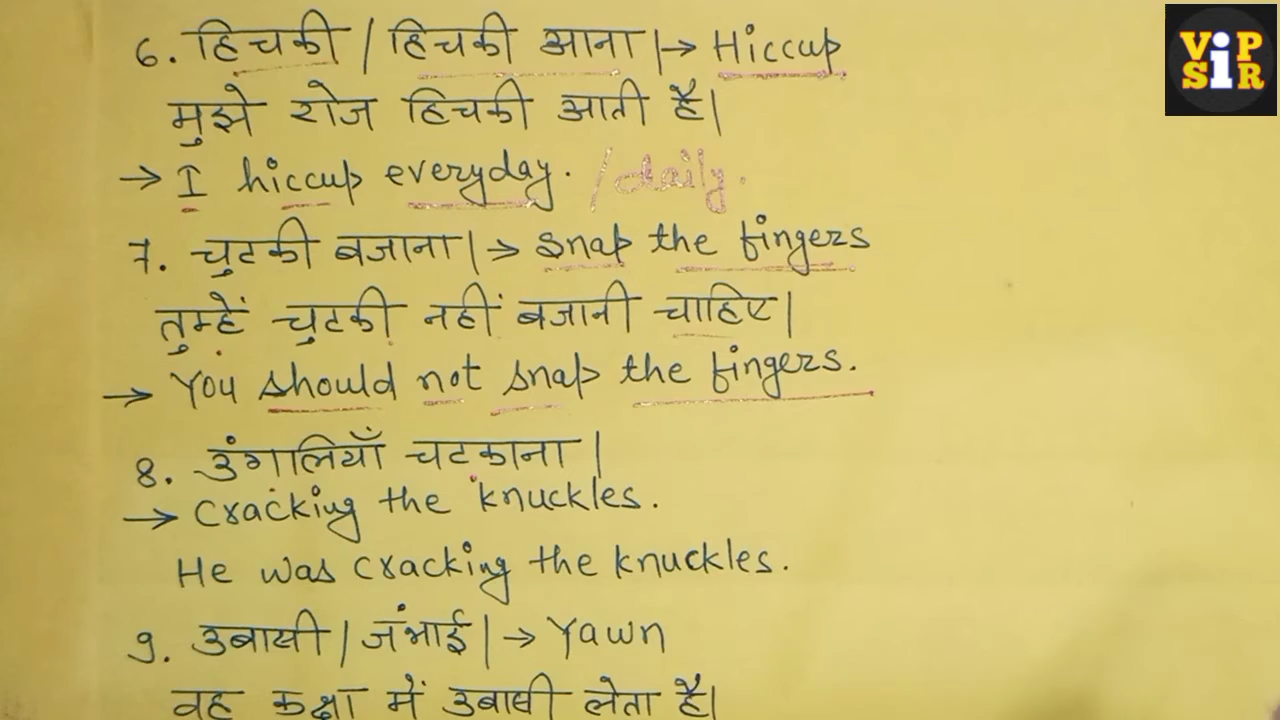 6. हिचकी / हिचकी आना |→ Hiccup
मुझे रोज हिचकी आती है|
→ I hiccup everyday. /daily.
7. चुटकी बजाना|→ snap the fingers
तुम्हें चुटकी नहीं बजानी चाहिए|
→ You should not snap the fingers.
8. उंगालियाँ चटकाना |
→ Cracking the knuckles.
He was cracking the knuckles.
9. उबासी / जंभाई |→ Yawn
वह कक्षा में उबासी लेता है|
ViP
SiR